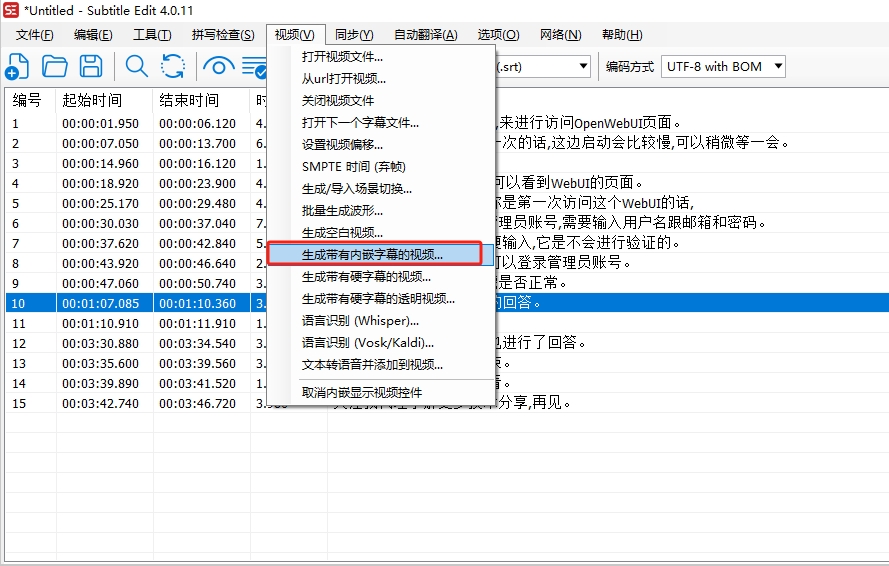 *Untitled - Subtitle Edit 4.0.11
文件(F) 编辑(E) 工具(T) 拼写检查(S) 视频(V) 同步(Y) 自动翻译(A) 选项(O) 网络(N) 帮助(H)
(.srt) 编码方式 UTF-8 with BOM
打开视频文件...
从url打开视频...
关闭视频文件
打开下一个字幕文件...
设置视频偏移...
SMPTE 时间 (弃帧)
生成/导入场景切换...
批量生成波形...
生成空白视频...
生成带有内嵌字幕的视频...
生成带有硬字幕的视频...
生成带有硬字幕的透明视频...
语言识别 (Whisper)...
语言识别 (Vosk/Kaldi)...
文本转语音并添加到视频...
取消内嵌显示视频控件
编号 起始时间 结束时间
1 00:00:01.950 00:00:06.120 4. ,来进行访问OpenWebUI页面。
2 00:00:07.050 00:00:13.700 6. 一次的话,这边启动会比较慢,可以稍微等一会。
3 00:00:14.960 00:00:16.120 1.
4 00:00:18.920 00:00:23.900 4. 可以看到WebUI的页面。
5 00:00:25.170 00:00:29.480 4. 你是第一次访问这个WebUI的话,
6 00:00:30.030 00:00:37.040 7. 管理员账号,需要输入用户名跟邮箱和密码。
7 00:00:37.620 00:00:42.840 5. 要输入,它是不会进行验证的。
8 00:00:43.920 00:00:46.640 2. 可以登录管理员账号。
9 00:00:47.060 00:00:50.740 3. 是否正常。
10 00:01:07.085 00:01:10.360 3. 的回答。
11 00:01:10.910 00:01:11.910 1.
12 00:03:30.880 00:03:34.540 3. 也进行了回答。
13 00:03:35.600 00:03:39.560 3. 。
14 00:03:39.890 00:03:41.520 1. 。
15 00:03:42.740 00:03:46.720 3. 分享,再见。